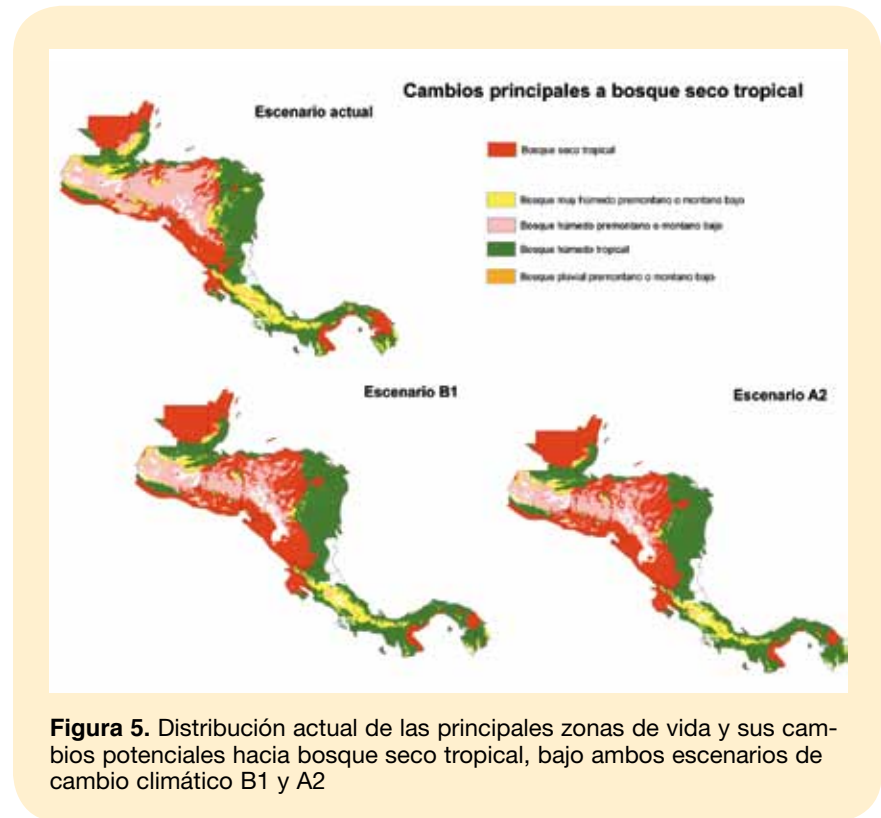 Cambios principales a bosque seco tropical
Escenario actual
Bosque seco tropical
Bosque muy húmedo premontano o montano bajo
Bosque húmedo premontano o montano bajo
Bosque húmedo tropical
Bosque pluvial premontano o montano bajo
Escenario B1
Escenario A2
Figura 5. Distribución actual de las principales zonas de vida y sus cam-
bios potenciales hacia bosque seco tropical, bajo ambos escenarios de
cambio climático B1 y A2